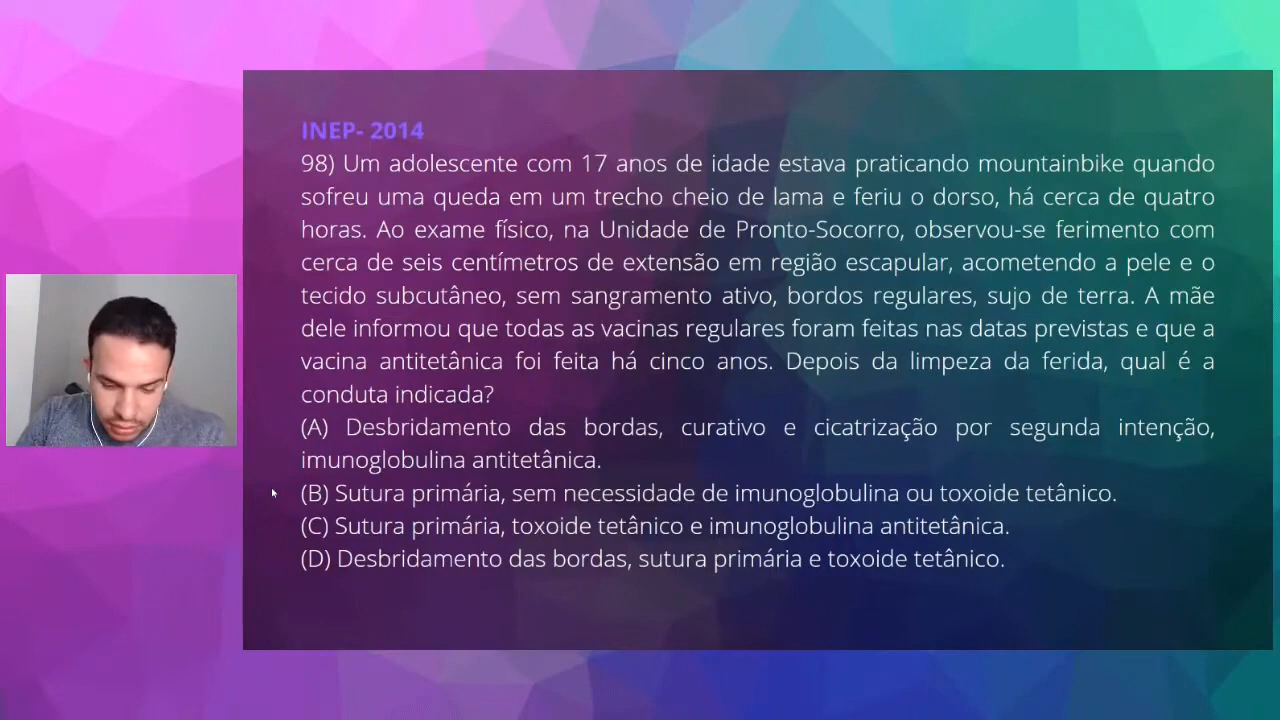 INEP- 2014
98) Um adolescente com 17 anos de idade estava praticando mountainbike quando
sofreu uma queda em um trecho cheio de lama e feriu o dorso, há cerca de quatro
horas. Ao exame físico, na Unidade de Pronto-Socorro, observou-se ferimento com
cerca de seis centímetros de extensão em região escapular, acometendo a pele e o
tecido subcutâneo, sem sangramento ativo, bordos regulares, sujo de terra. A mãe
dele informou que todas as vacinas regulares foram feitas nas datas previstas e que a
vacina antitetânica foi feita há cinco anos. Depois da limpeza da ferida, qual é a
conduta indicada?
(A) Desbridamento das bordas, curativo e cicatrização por segunda intenção,
imunoglobulina antitetânica.
(B) Sutura primária, sem necessidade de imunoglobulina ou toxoide tetânico.
(C) Sutura primária, toxoide tetânico e imunoglobulina antitetânica.
(D) Desbridamento das bordas, sutura primária e toxoide tetânico.